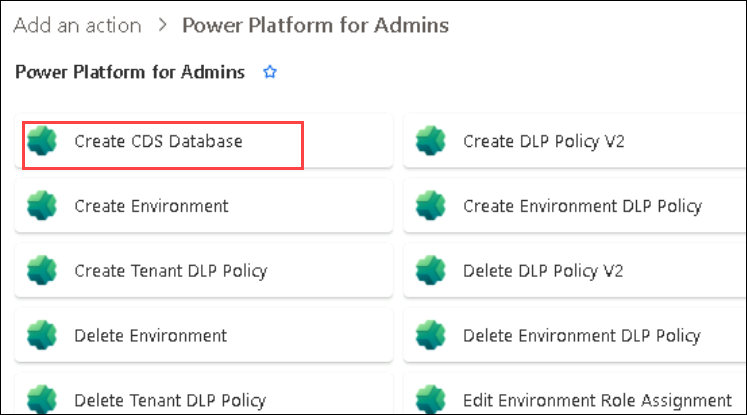 Add an action > Power Platform for Admins
Power Platform for Admins
Create CDS Database
Create DLP Policy V2
Create Environment
Create Environment DLP Policy
Create Tenant DLP Policy
Delete DLP Policy V2
Delete Environment
Delete Environment DLP Policy
Delete Tenant DLP Policy
Edit Environment Role Assignment